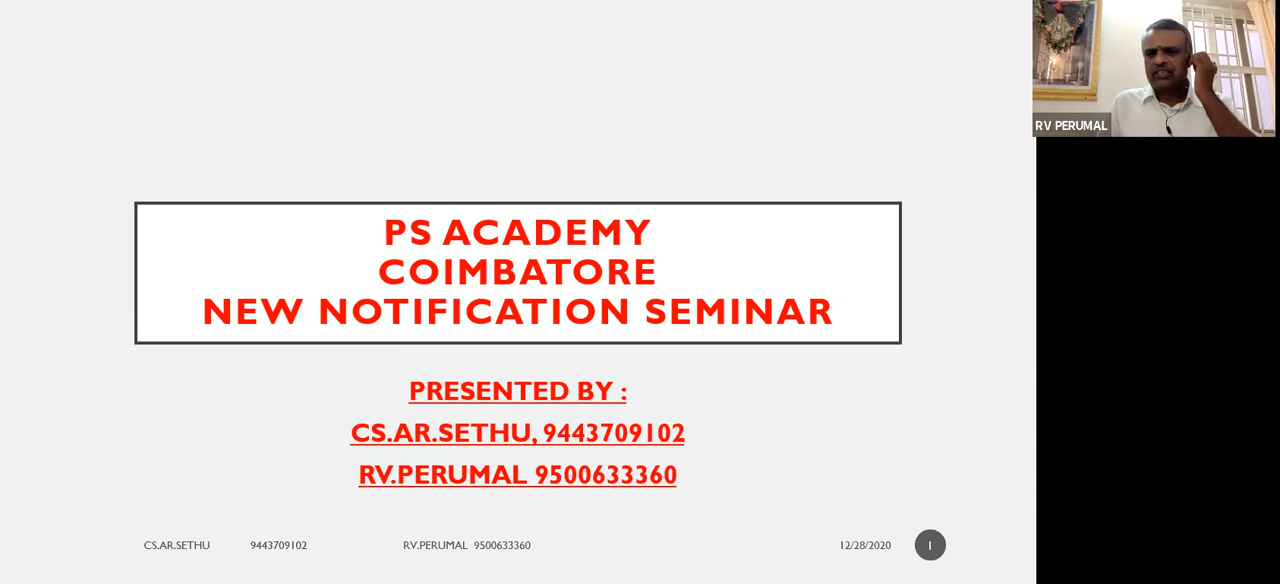 PS ACADEMY
COIMBATORE
NEW NOTIFICATION SEMINAR
PRESENTED BY :
CS.AR.SETHU, 9443709102
RV.PERUMAL 9500633360
CS.AR.SETHU 9443709102 RV.PERUMAL 9500633360 12/28/2020 1
RV PERUMAL